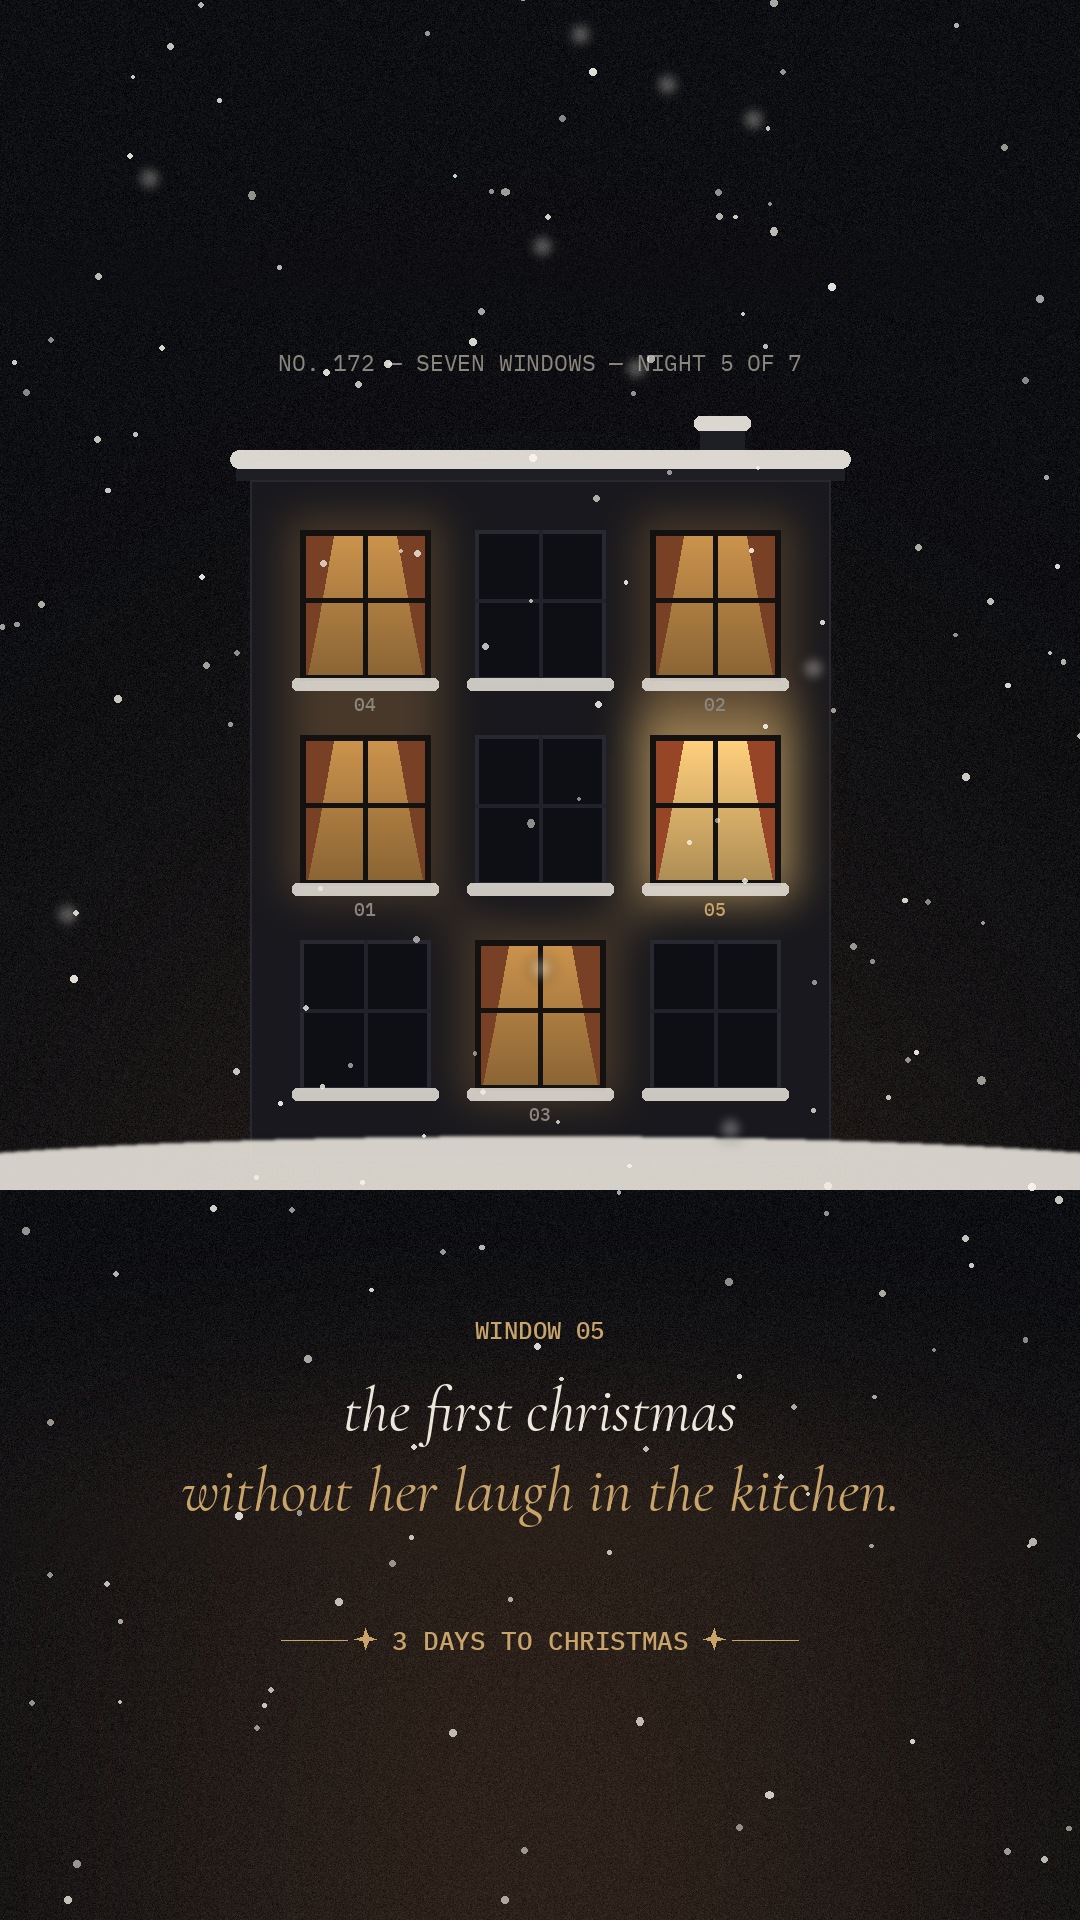 NO. 172 — SEVEN WINDOWS — NIGHT 5 OF 7
04
02
01
05
03
WINDOW 05
the first christmas
without her laugh in the kitchen.
3 DAYS TO CHRISTMAS